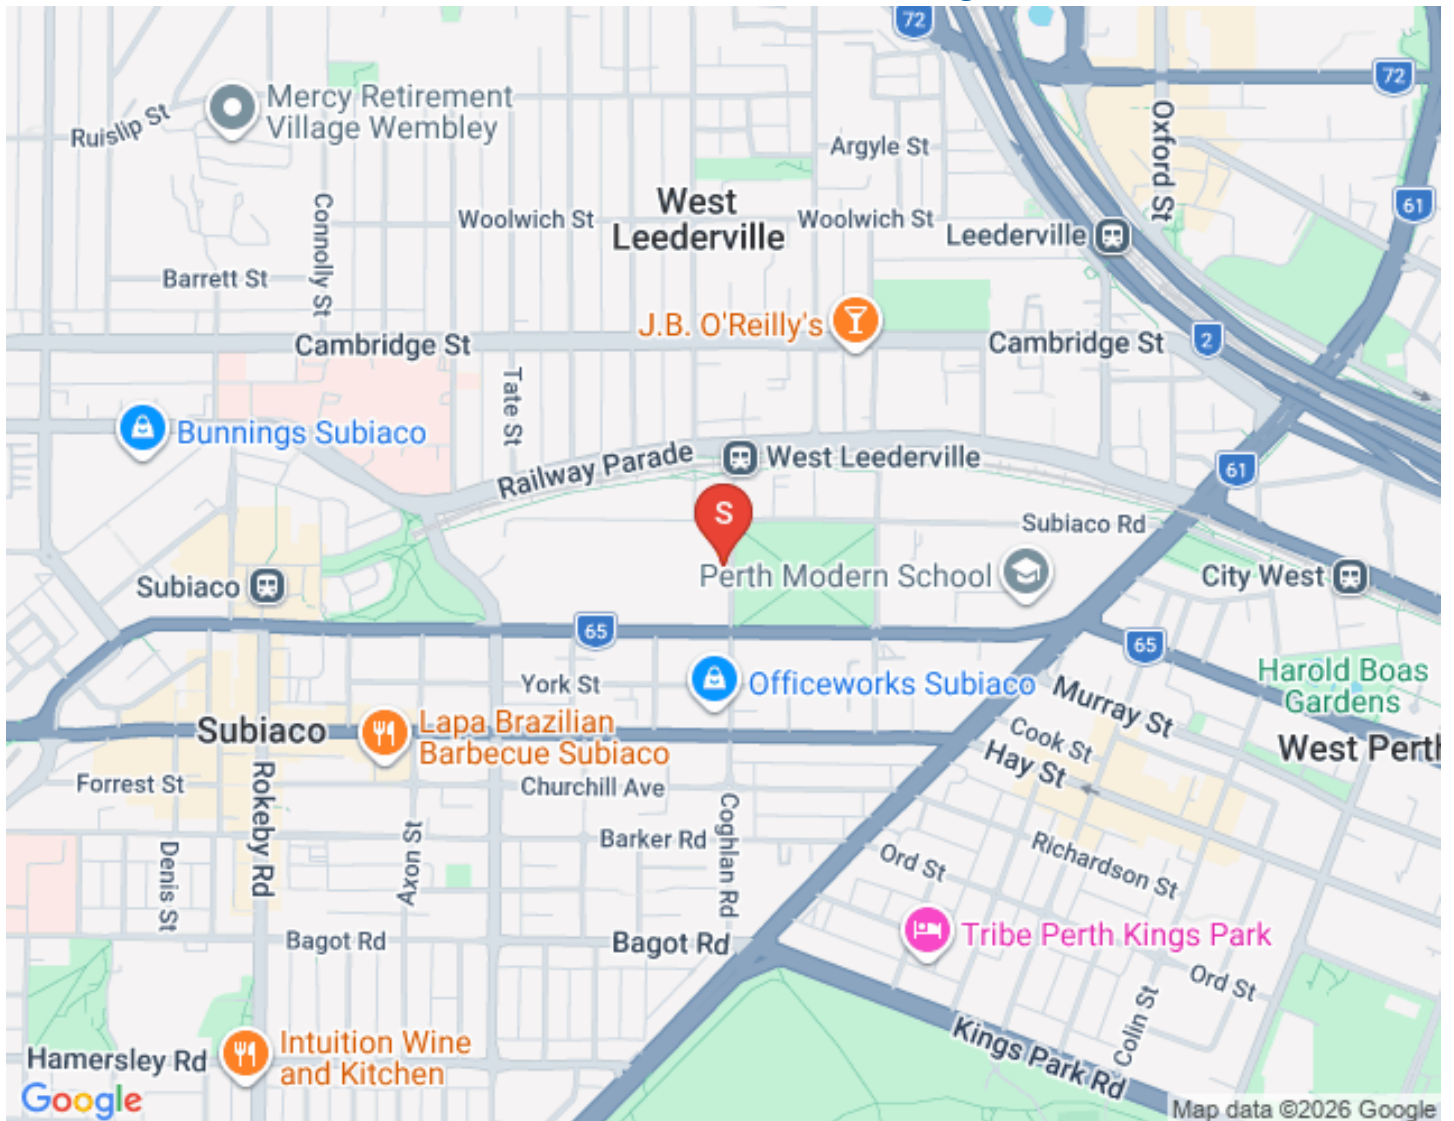 72
72
Mercy Retirement
Village Wembley
Ruislip St
Oxford St
Argyle St
61
West
Leederville
Connolly St
Woolwich St
Woolwich St
Leederville
Barrett St
J.B. O'Reilly's
2
Cambridge St
Cambridge St
Tate St
Bunnings Subiaco
Railway Parade
West Leederville
61
S
Subiaco Rd
Subiaco
Perth Modern School
City West
65
65
York St
Officeworks Subiaco
Harold Boas
Gardens
Murray St
Subiaco
Lapa Brazilian
Barbecue Subiaco
Cook St
West Perth
Hay St
Forrest St
Rokeby Rd
Churchill Ave
Coghlan Rd
Barker Rd
Axon St
Denis St
Ord St
Richardson St
Bagot Rd
Bagot Rd
Tribe Perth Kings Park
Ord St
Colin St
Kings Park Rd
Hamersley Rd
Intuition Wine
and Kitchen
Google
Map data ©2026 Google